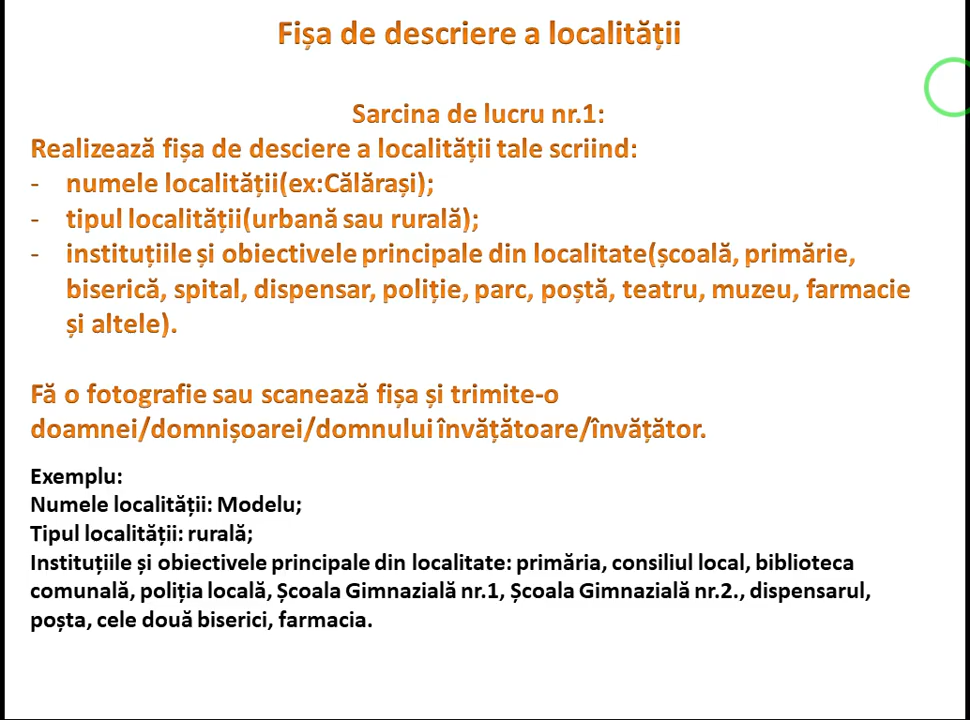 Fișa de descriere a localității
Sarcina de lucru nr.1:
Realizează fișa de desciere a localității tale scriind:
- numele localității(ex:Călărași);
- tipul localității(urbană sau rurală);
- instituțiile și obiectivele principale din localitate(școală, primărie,
biserică, spital, dispensar, poliție, parc, poștă, teatru, muzeu, farmacie
și altele).
Fă o fotografie sau scanează fișa și trimite-o
doamnei/domnișoarei/domnului învățătoare/învățător.
Exemplu:
Numele localității: Modelu;
Tipul localității: rurală;
Instituțiile și obiectivele principale din localitate: primăria, consiliul local, biblioteca
comunală, poliția locală, Școala Gimnazială nr.1, Școala Gimnazială nr.2., dispensarul,
poșta, cele două biserici, farmacia.